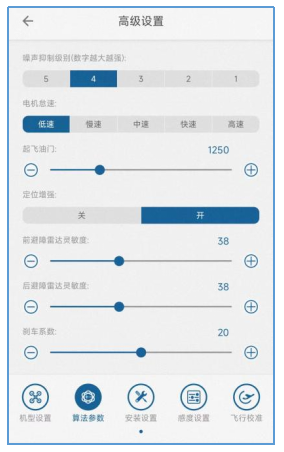 高级设置
噪声抑制级别(数字越大越强):
5 4 3 2 1
电机怠速:
低速 慢速 中速 快速 高速
起飞油门: 1250
定位增强:
关 开
前避障雷达灵敏度: 38
后避障雷达灵敏度: 38
刹车系数: 20
机型设置 算法参数 安装设置 感度设置 飞行校准